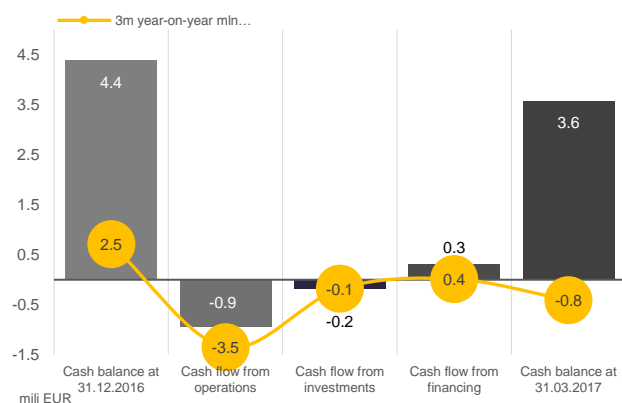 3m year-on-year mln…
4.5
3.5
2.5
1.5
0.5
-0.5
-1.5
4.4
-0.9
-0.2
0.3
3.6
2.5
-3.5
-0.1
0.4
-0.8
Cash balance at
31.12.2016
Cash flow from
operations
Cash flow from
investments
Cash flow from
financing
Cash balance at
31.03.2017
mili EUR